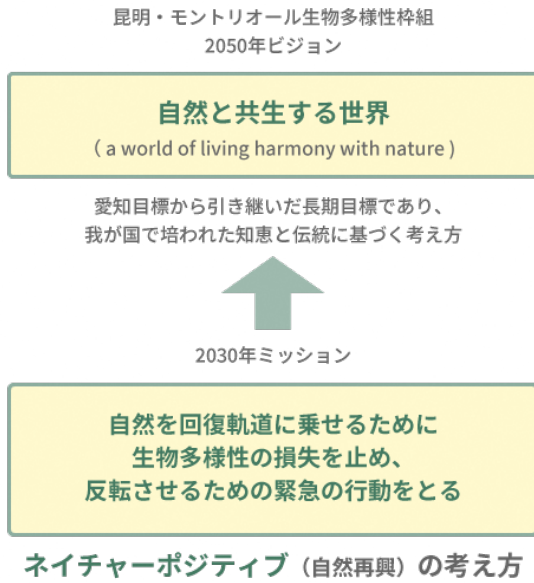 昆明・モントリオール生物多様性枠組
2050年ビジョン
自然と共生する世界
（ a world of living harmony with nature ）
愛知目標から引き継いだ長期目標であり、
我が国で培われた知恵と伝統に基づく考え方
2030年ミッション
自然を回復軌道に乗せるために
生物多様性の損失を止め、
反転させるための緊急の行動をとる
ネイチャーポジティブ（自然再興）の考え方